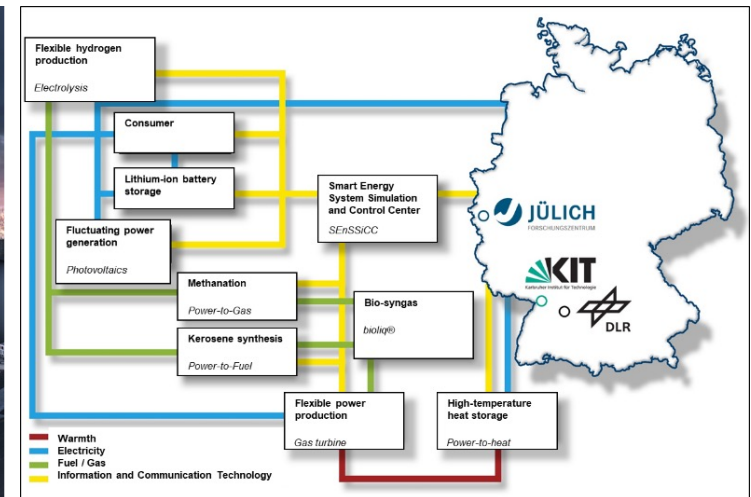 Flexible hydrogen
production
Electrolysis
Consumer
Lithium-ion battery
storage
Fluctuating power
generation
Photovoltaics
Smart Energy
System Simulation
and Control Center
SEnSSiCC
JÜLICH
FORSCHUNGSZENTRUM
KIT
Karlsruher Institut für Technologie
DLR
Methanation
Power-to-Gas
Bio-syngas
bioliq®
Kerosene synthesis
Power-to-Fuel
Flexible power
production
Gas turbine
High-temperature
heat storage
Power-to-heat
Warmth
Electricity
Fuel / Gas
Information and Communication Technology